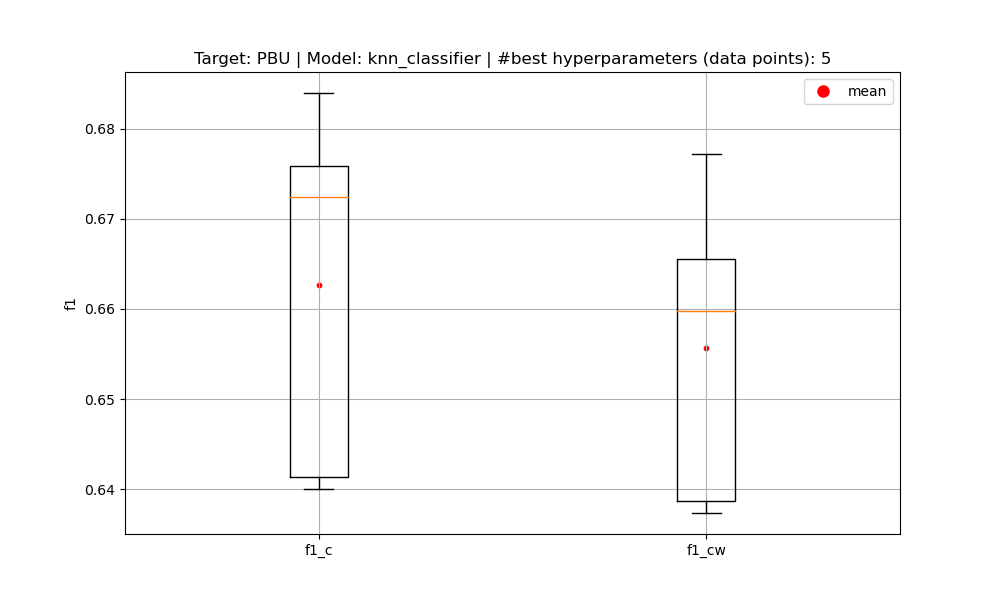 Target: PBU | Model: knn_classifier | #best hyperparameters (data points): 5
mean
0.68
0.67
0.66
0.65
0.64
f1
f1_c
f1_cw